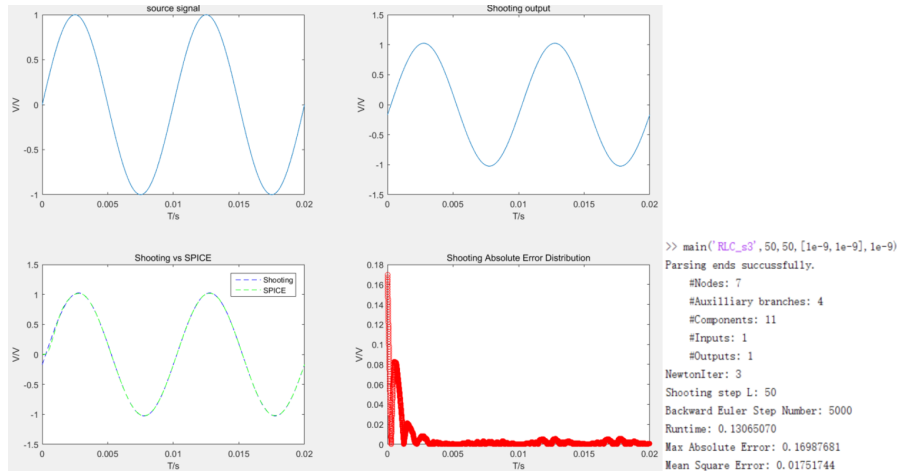 source signal
1
0.5
0
-0.5
-1
V/V
0
0.005
0.01
0.015
0.02
T/s
Shooting output
1.5
1
0.5
0
-0.5
-1
-1.5
V/V
0
0.005
0.01
0.015
0.02
T/s
Shooting vs SPICE
1.5
1
0.5
0
-0.5
-1
-1.5
V/V
Shooting
SPICE
0
0.005
0.01
0.015
0.02
T/s
Shooting Absolute Error Distribution
0.18
0.16
0.14
0.12
0.1
0.08
0.06
0.04
0.02
0
V/V
0
0.005
0.01
0.015
0.02
T/s
>> main('RLC_s3',50,50,[1e-9,1e-9],1e-9)
Parsing ends succussfully.
#Nodes: 7
#Auxilliary branches: 4
#Components: 11
#Inputs: 1
#Outputs: 1
NewtonIter: 3
Shooting step L: 50
Backward Euler Step Number: 5000
Runtime: 0.13065070
Max Absolute Error: 0.16987681
Mean Square Error: 0.01751744